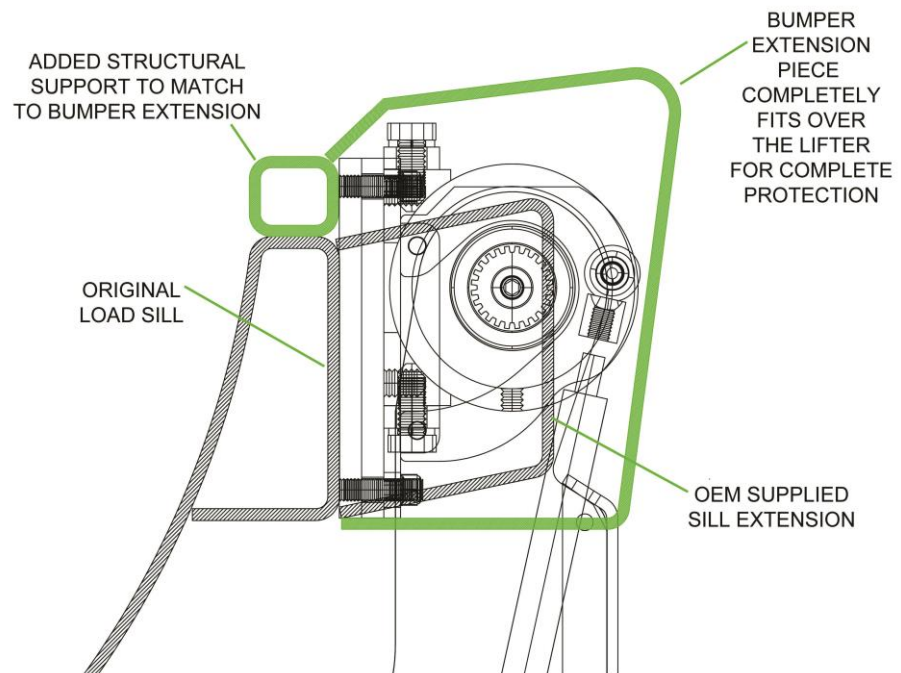 ADDED STRUCTURAL
SUPPORT TO MATCH
TO BUMPER EXTENSION
BUMPER
EXTENSION
PIECE
COMPLETELY
FITS OVER
THE LIFTER
FOR COMPLETE
PROTECTION
ORIGINAL
LOAD SILL
OEM SUPPLIED
SILL EXTENSION